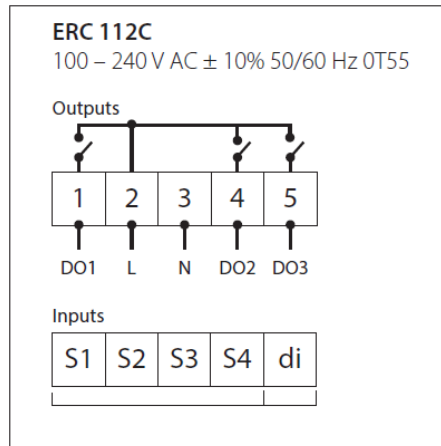 ERC 112C
100 – 240 V AC ± 10% 50/60 Hz 0T55
Outputs
1 2 3 4 5
DO1 L N DO2 DO3
Inputs
S1 S2 S3 S4 di